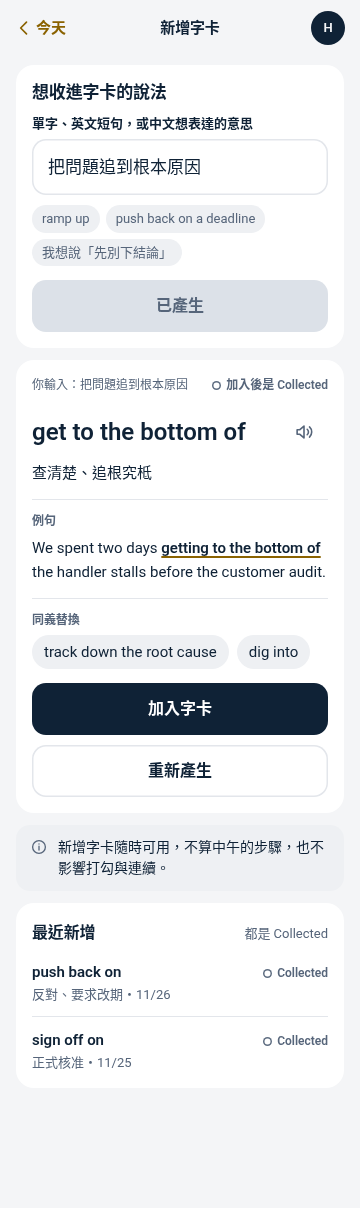 今天
新增字卡
H
想收進字卡的說法
單字、英文短句，或中文想表達的意思
把問題追到根本原因
ramp up
push back on a deadline
我想說「先別下結論」
已產生
你輸入：把問題追到根本原因
加入後是 Collected
get to the bottom of
查清楚、追根究柢
例句
We spent two days getting to the bottom of
the handler stalls before the customer audit.
同義替換
track down the root cause
dig into
加入字卡
重新產生
新增字卡隨時可用，不算中午的步驟，也不
影響打勾與連續。
最近新增
都是 Collected
push back on
Collected
反對、要求改期・11/26
sign off on
Collected
正式核准・11/25